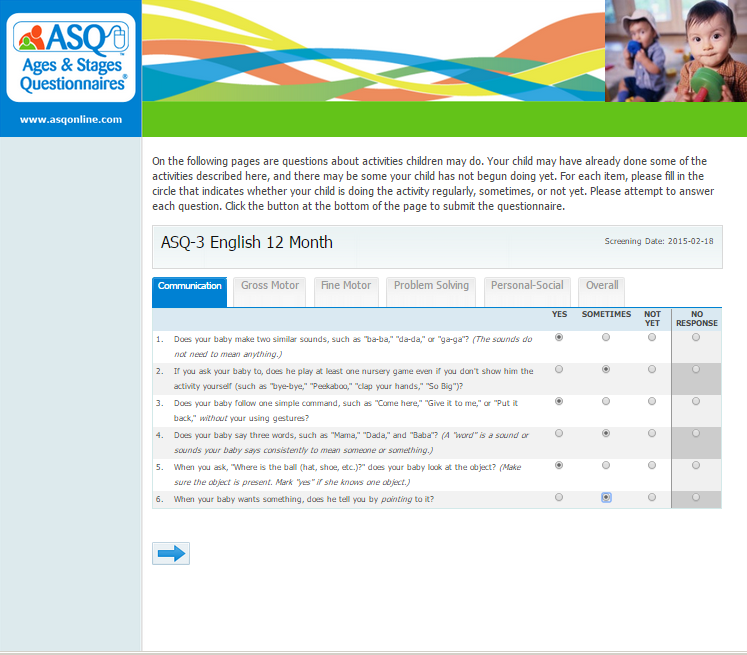 ASQ™
Ages & Stages
Questionnaires®
www.asqonline.com
On the following pages are questions about activities children may do. Your child may have already done some of the
activities described here, and there may be some your child has not begun doing yet. For each item, please fill in the
circle that indicates whether your child is doing the activity regularly, sometimes, or not yet. Please attempt to answer
each question. Click the button at the bottom of the page to submit the questionnaire.
ASQ-3 English 12 Month Screening Date: 2015-02-18
Communication Gross Motor Fine Motor Problem Solving Personal-Social Overall
YES SOMETIMES NOT YET NO RESPONSE
1. Does your baby make two similar sounds, such as "ba-ba," "da-da," or "ga-ga"? (The sounds do
not need to mean anything.)
2. If you ask your baby to, does he play at least one nursery game even if you don't show him the
activity yourself (such as "bye-bye," "Peekaboo," "clap your hands," "So Big")?
3. Does your baby follow one simple command, such as "Come here," "Give it to me," or "Put it
back," without your using gestures?
4. Does your baby say three words, such as "Mama," "Dada," and "Baba"? (A "word" is a sound or
sounds your baby says consistently to mean someone or something.)
5. When you ask, "Where is the ball (hat, shoe, etc.)?" does your baby look at the object? (Make
sure the object is present. Mark "yes" if she knows one object.)
6. When your baby wants something, does he tell you by pointing to it?